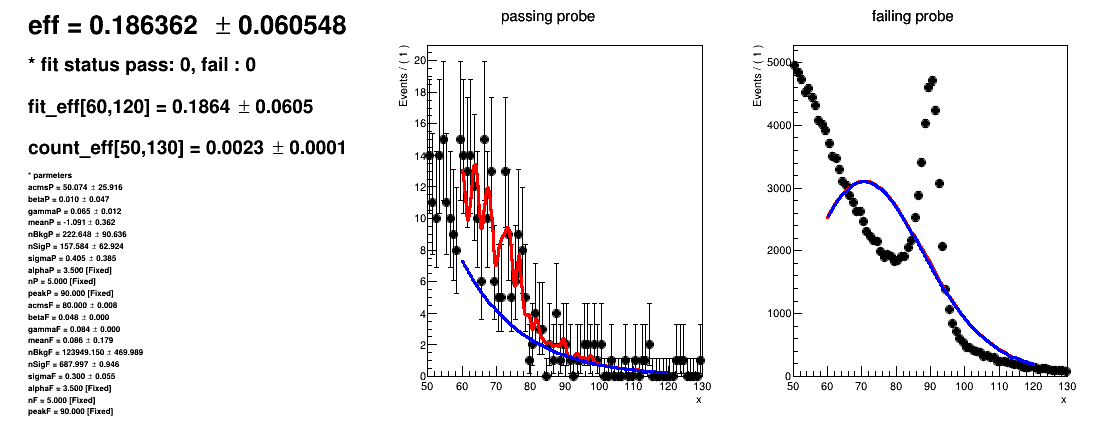 eff = 0.186362 ± 0.060548
* fit status pass: 0, fail : 0
fit_eff[60,120] = 0.1864 ± 0.0605
count_eff[50,130] = 0.0023 ± 0.0001
* parmeters
acmsP = 50.074 ± 25.916
betaP = 0.010 ± 0.047
gammaP = 0.065 ± 0.012
meanP = -1.091 ± 0.362
nBkgP = 222.648 ± 90.636
nSigP = 157.584 ± 62.924
sigmaP = 0.405 ± 0.385
alphaP = 3.500 [Fixed]
nP = 5.000 [Fixed]
peakP = 90.000 [Fixed]
acmsF = 80.000 ± 0.008
betaF = 0.048 ± 0.000
gammaF = 0.084 ± 0.000
meanF = 0.086 ± 0.179
nBkgF = 123949.150 ± 469.989
nSigF = 687.997 ± 0.946
sigmaF = 0.300 ± 0.055
alphaF = 3.500 [Fixed]
nF = 5.000 [Fixed]
peakF = 90.000 [Fixed]
passing probe
Events / ( 1 )
20
18
16
14
12
10
8
6
4
2
0
50 60 70 80 90 100 110 120 130
x
failing probe
Events / ( 1 )
5000
4000
3000
2000
1000
0
50 60 70 80 90 100 110 120 130
x